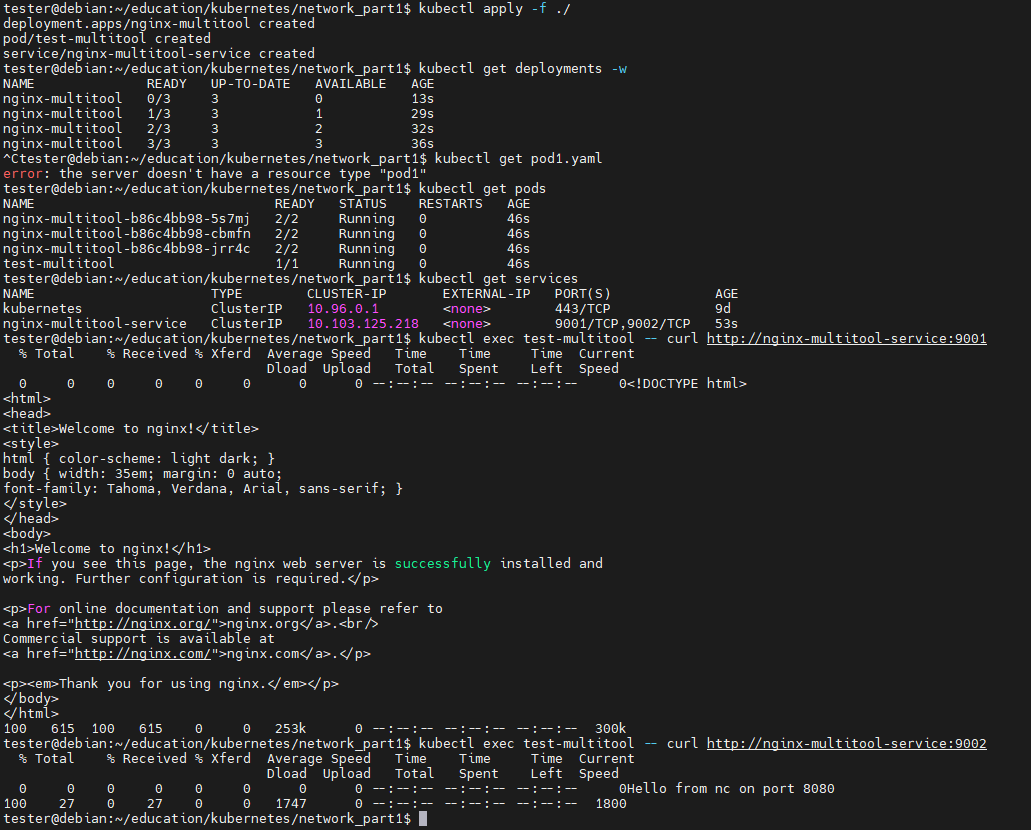 tester@debian:~/education/kubernetes/network_part1$ kubectl apply -f ./
deployment.apps/nginx-multitool created
pod/test-multitool created
service/nginx-multitool-service created
tester@debian:~/education/kubernetes/network_part1$ kubectl get deployments -w
NAME              READY   UP-TO-DATE   AVAILABLE   AGE
nginx-multitool   0/3     3            0           13s
nginx-multitool   1/3     3            1           29s
nginx-multitool   2/3     3            2           32s
nginx-multitool   3/3     3            3           36s
^Ctester@debian:~/education/kubernetes/network_part1$ kubectl get pod1.yaml
error: the server doesn't have a resource type "pod1"
tester@debian:~/education/kubernetes/network_part1$ kubectl get pods
NAME                              READY   STATUS    RESTARTS   AGE
nginx-multitool-b86c4bb98-5s7mj   2/2     Running   0          46s
nginx-multitool-b86c4bb98-cbmfn   2/2     Running   0          46s
nginx-multitool-b86c4bb98-jrr4c   2/2     Running   0          46s
test-multitool                    1/1     Running   0          46s
tester@debian:~/education/kubernetes/network_part1$ kubectl get services
NAME                      TYPE        CLUSTER-IP       EXTERNAL-IP   PORT(S)             AGE
kubernetes                ClusterIP   10.96.0.1        <none>        443/TCP             9d
nginx-multitool-service   ClusterIP   10.103.125.218   <none>        9001/TCP,9002/TCP   53s
tester@debian:~/education/kubernetes/network_part1$ kubectl exec test-multitool -- curl http://nginx-multitool-service:9001
  % Total    % Received % Xferd  Average Speed   Time    Time     Time  Current
                                 Dload  Upload   Total   Spent    Left  Speed
  0     0    0     0    0     0      0      0 --:--:-- --:--:-- --:--:--     0<!DOCTYPE html>
<html>
<head>
<title>Welcome to nginx!</title>
<style>
html { color-scheme: light dark; }
body { width: 35em; margin: 0 auto;
font-family: Tahoma, Verdana, Arial, sans-serif; }
</style>
</head>
<body>
<h1>Welcome to nginx!</h1>
<p>If you see this page, the nginx web server is successfully installed and
working. Further configuration is required.</p>

<p>For online documentation and support please refer to
<a href="http://nginx.org/">nginx.org</a>.<br/>
Commercial support is available at
<a href="http://nginx.com/">nginx.com</a>.</p>

<p><em>Thank you for using nginx.</em></p>
</body>
</html>
100   615  100   615    0     0   253k      0 --:--:-- --:--:-- --:--:--  300k
tester@debian:~/education/kubernetes/network_part1$ kubectl exec test-multitool -- curl http://nginx-multitool-service:9002
  % Total    % Received % Xferd  Average Speed   Time    Time     Time  Current
                                 Dload  Upload   Total   Spent    Left  Speed
  0     0    0     0    0     0      0      0 --:--:-- --:--:-- --:--:--     0Hello from nc on port 8080
100    27    0    27    0     0   1747      0 --:--:-- --:--:-- --:--:--  1800
tester@debian:~/education/kubernetes/network_part1$